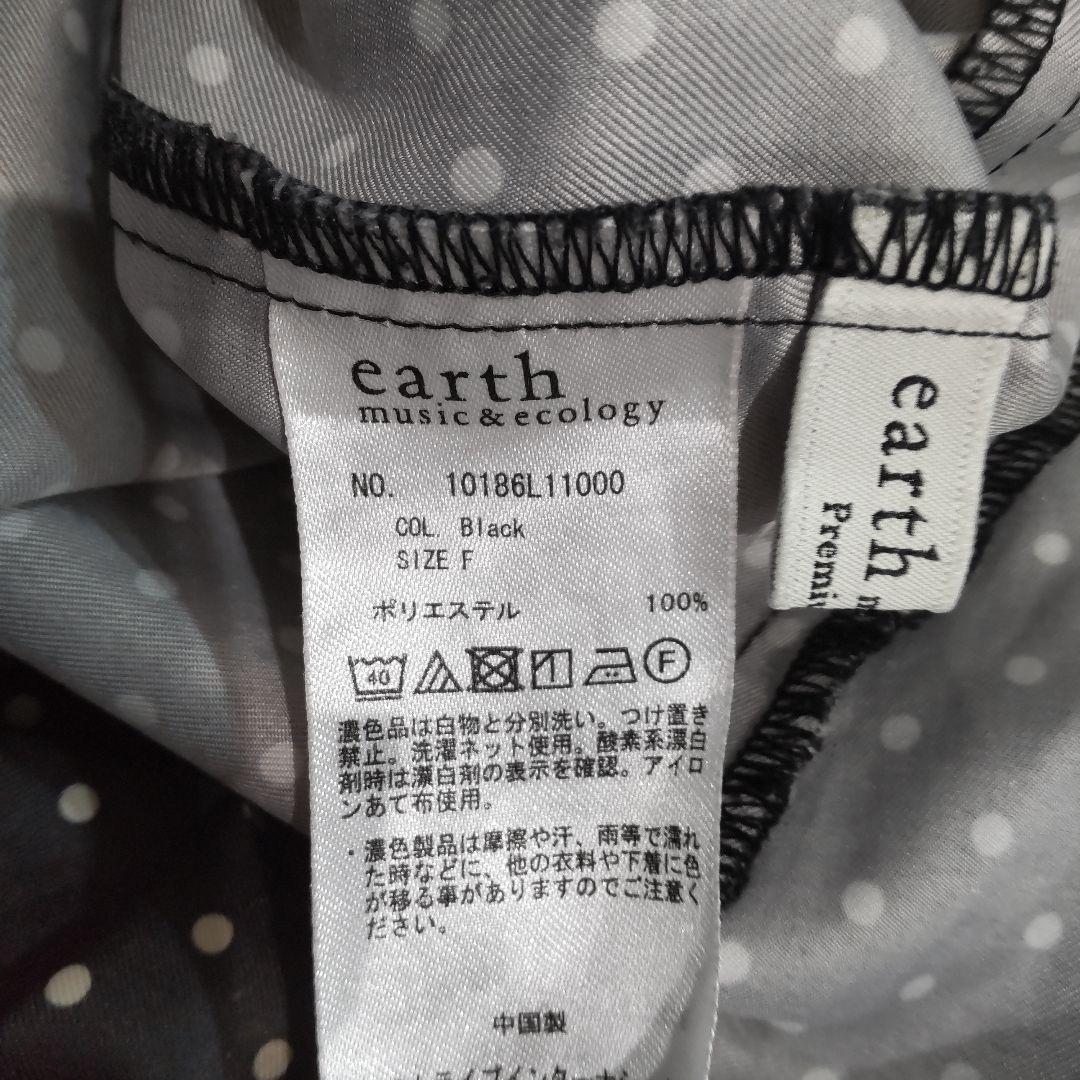 earth
music&ecology
NO. 10186L11000
COL. Black
SIZE F
ポリエステル 100%
40 F
濃色品は白物と分別洗い。つけ置き
禁止。洗濯ネット使用。酸素系漂白
剤時は漂白剤の表示を確認。アイロ
ンあて布使用。
・濃色製品は摩擦や汗、雨等で濡れ
た時などに、他の衣料や下着に色
が移る事がありますのでご注意く
ださい。
中国製
earth